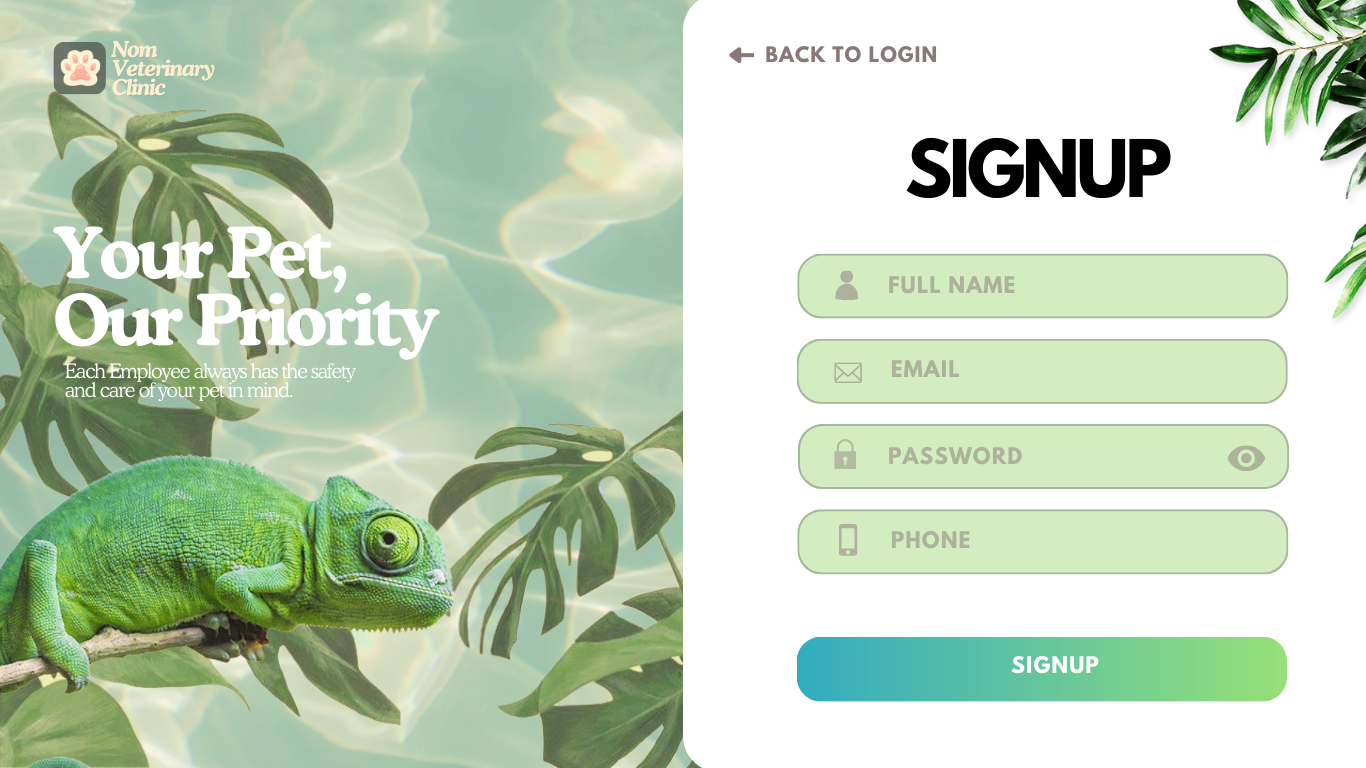 Nom
Veterinary
Clinic
Your Pet,
Our Priority
Each Employee always has the safety
and care of your pet in mind.
BACK TO LOGIN
SIGNUP
FULL NAME
EMAIL
PASSWORD
PHONE
SIGNUP